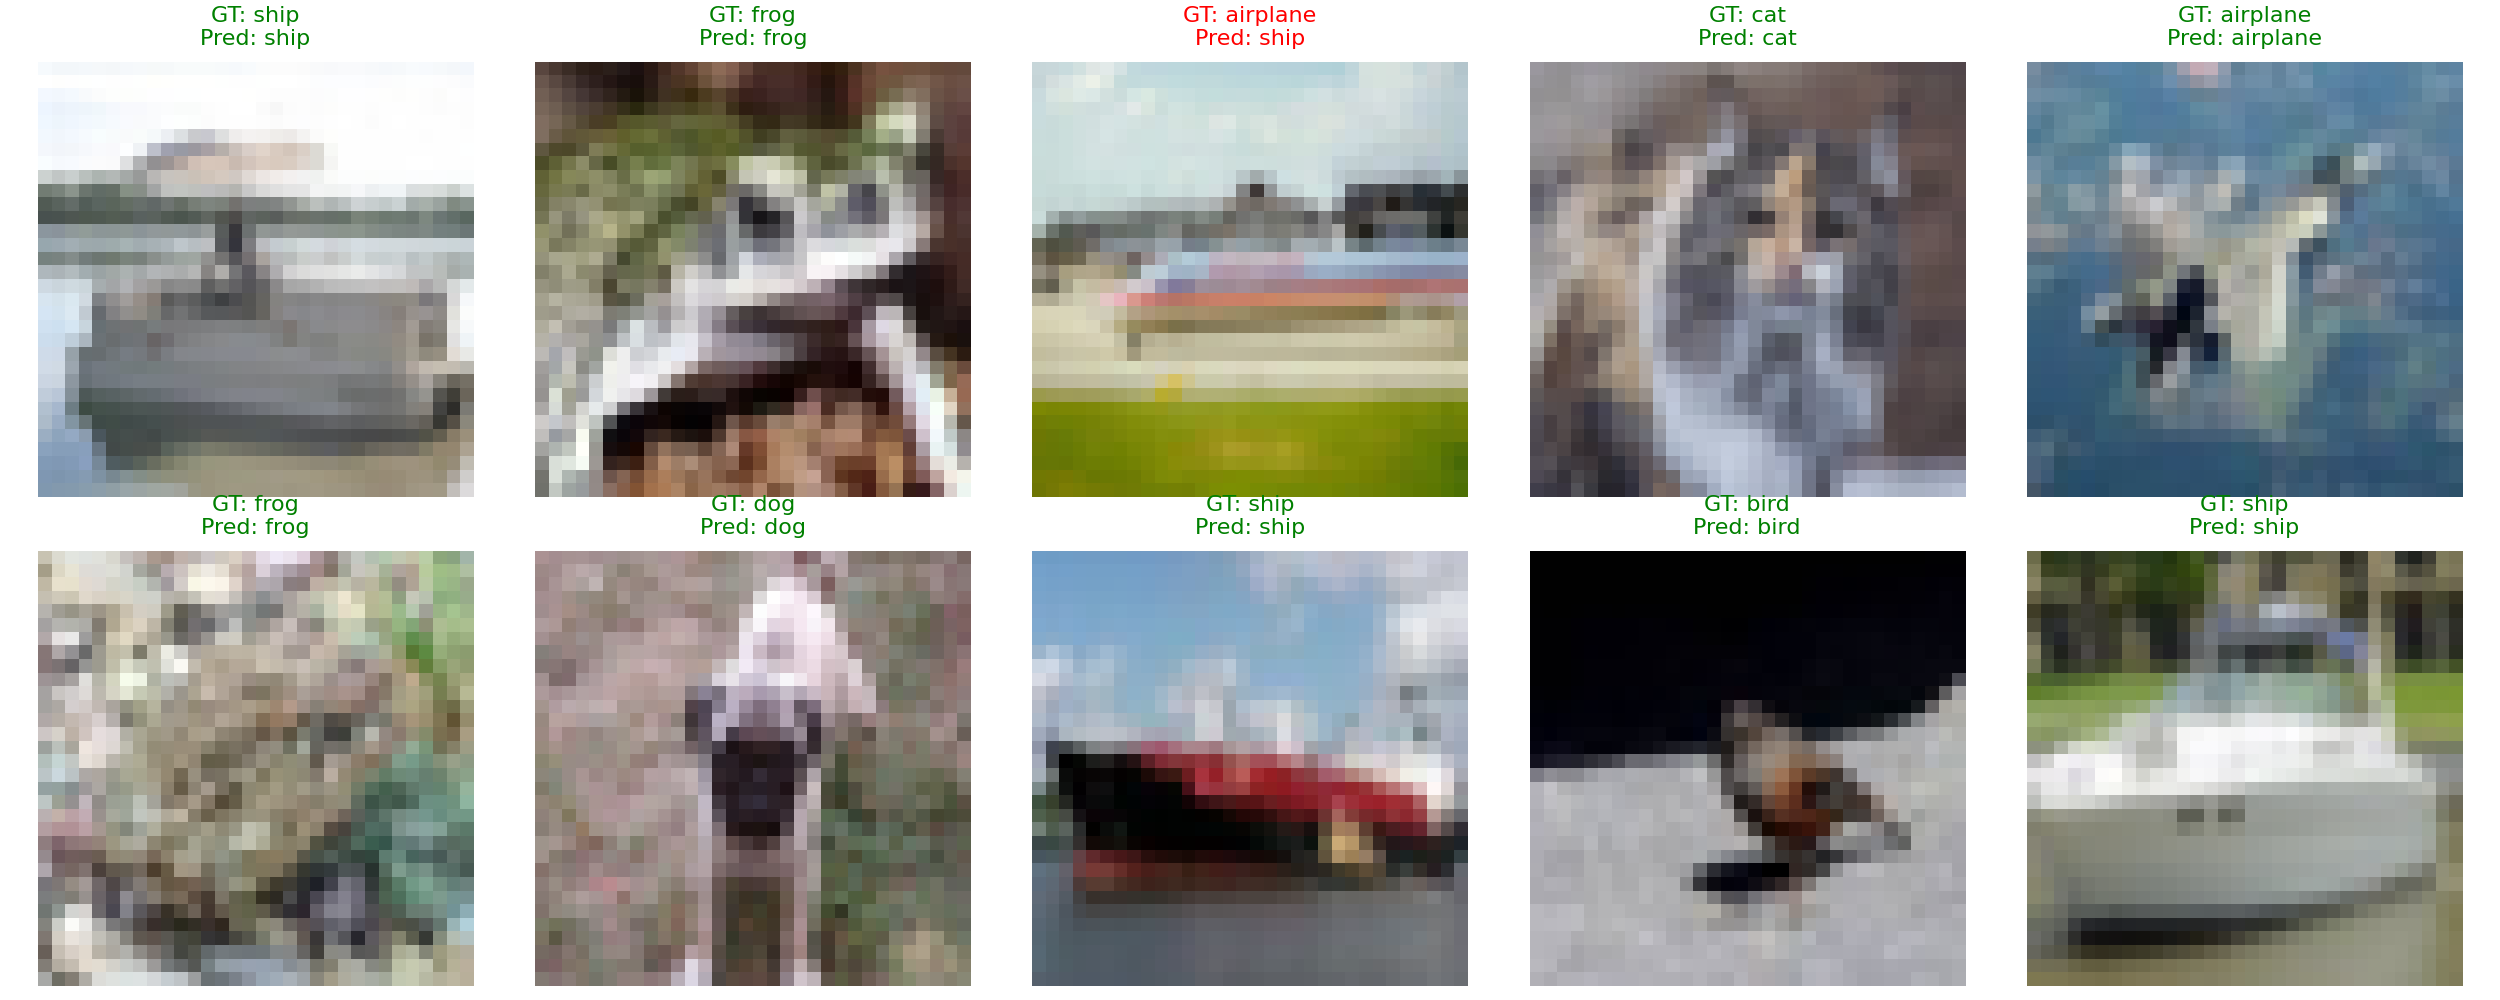 GT: ship
Pred: ship
GT: frog
Pred: frog
GT: airplane
Pred: ship
GT: cat
Pred: cat
GT: airplane
Pred: airplane
GT: frog
Pred: frog
GT: dog
Pred: dog
GT: ship
Pred: ship
GT: bird
Pred: bird
GT: ship
Pred: ship